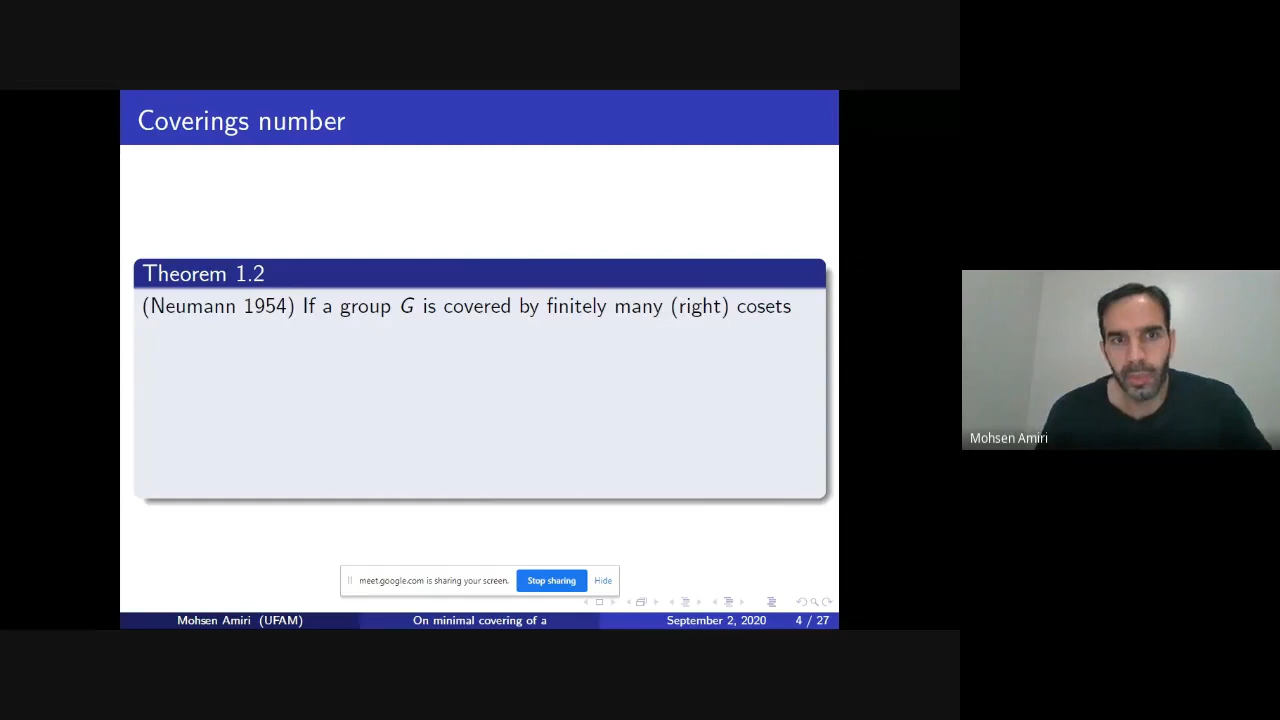 Coverings number
Theorem 1.2
(Neumann 1954) If a group G is covered by finitely many (right) cosets
meet.google.com is sharing your screen. Stop sharing Hide
Mohsen Amiri (UFAM) On minimal covering of a September 2, 2020 4 / 27
Mohsen Amiri